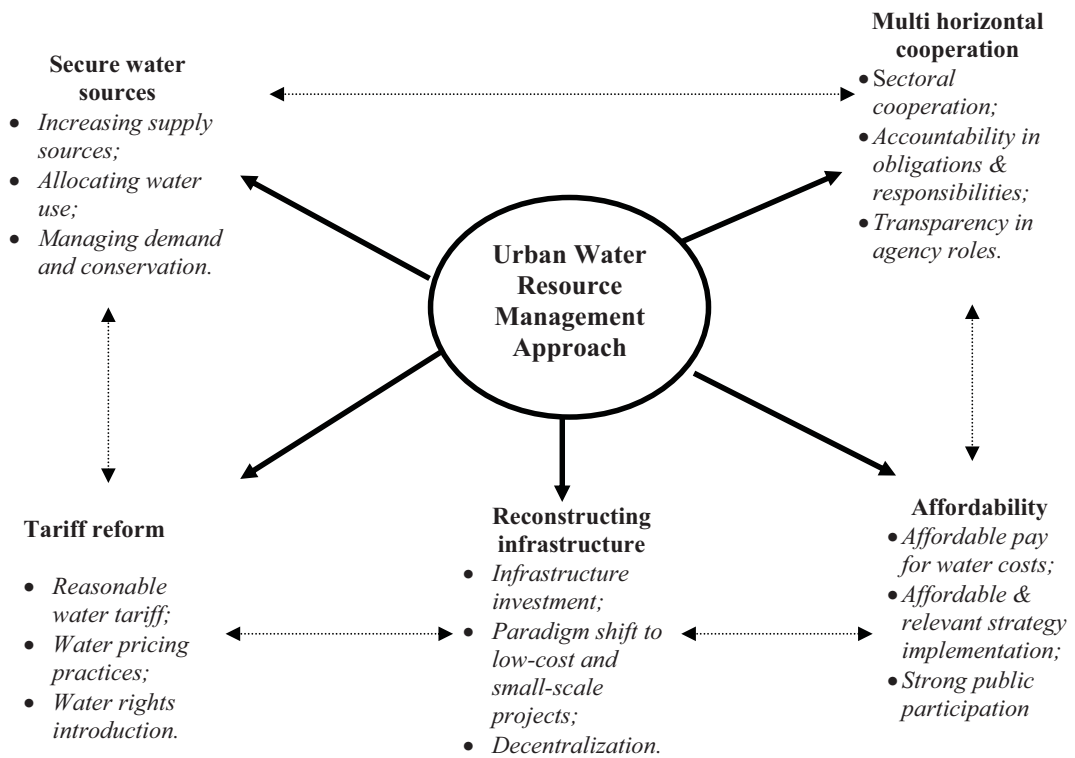 Secure water
sources
• Increasing supply
sources;
• Allocating water
use;
• Managing demand
and conservation.
Multi horizontal
cooperation
• Sectoral
cooperation;
• Accountability in
obligations &
responsibilities;
• Transparency in
agency roles.
Urban Water
Resource
Management
Approach
Tariff reform
• Reasonable
water tariff;
• Water pricing
practices;
• Water rights
introduction.
Reconstructing
infrastructure
• Infrastructure
investment;
• Paradigm shift to
low-cost and
small-scale
projects;
• Decentralization.
Affordability
• Affordable pay
for water costs;
• Affordable &
relevant strategy
implementation;
• Strong public
participation